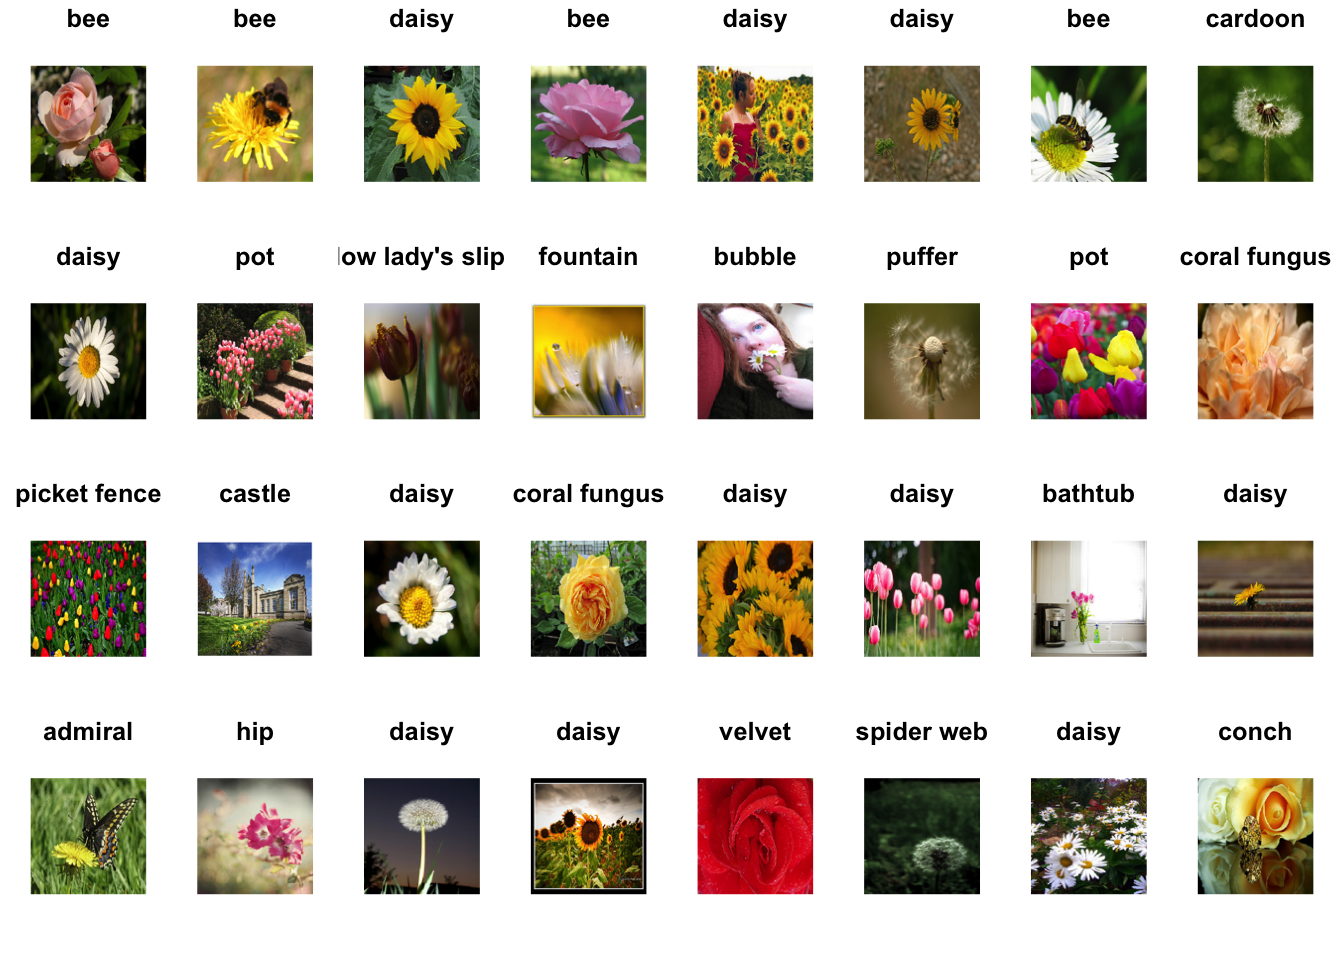 bee bee daisy bee daisy daisy bee cardoon
daisy pot low lady's slip fountain bubble puffer pot coral fungus
picket fence castle daisy coral fungus daisy daisy bathtub daisy
admiral hip daisy daisy velvet spider web daisy conch